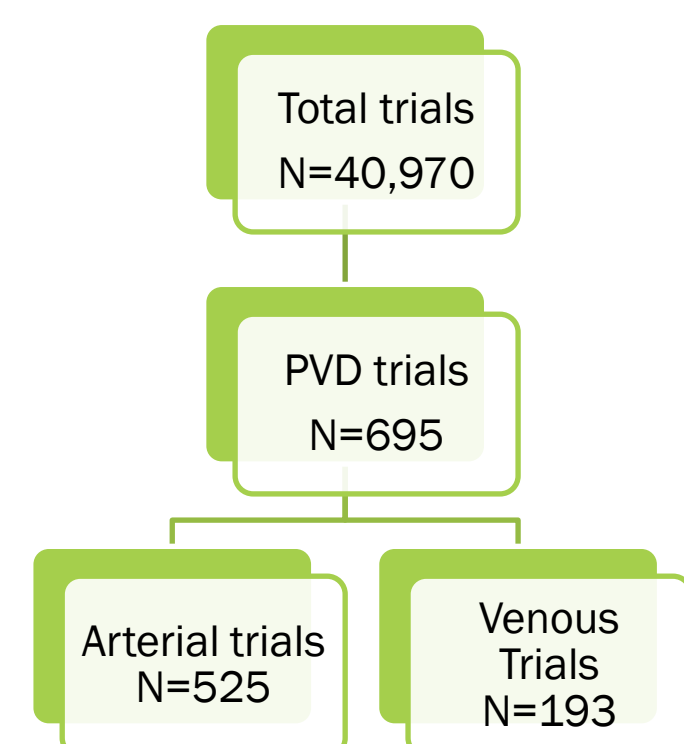 Total trials
N=40,970
PVD trials
N=695
Arterial trials
N=525
Venous
Trials
N=193